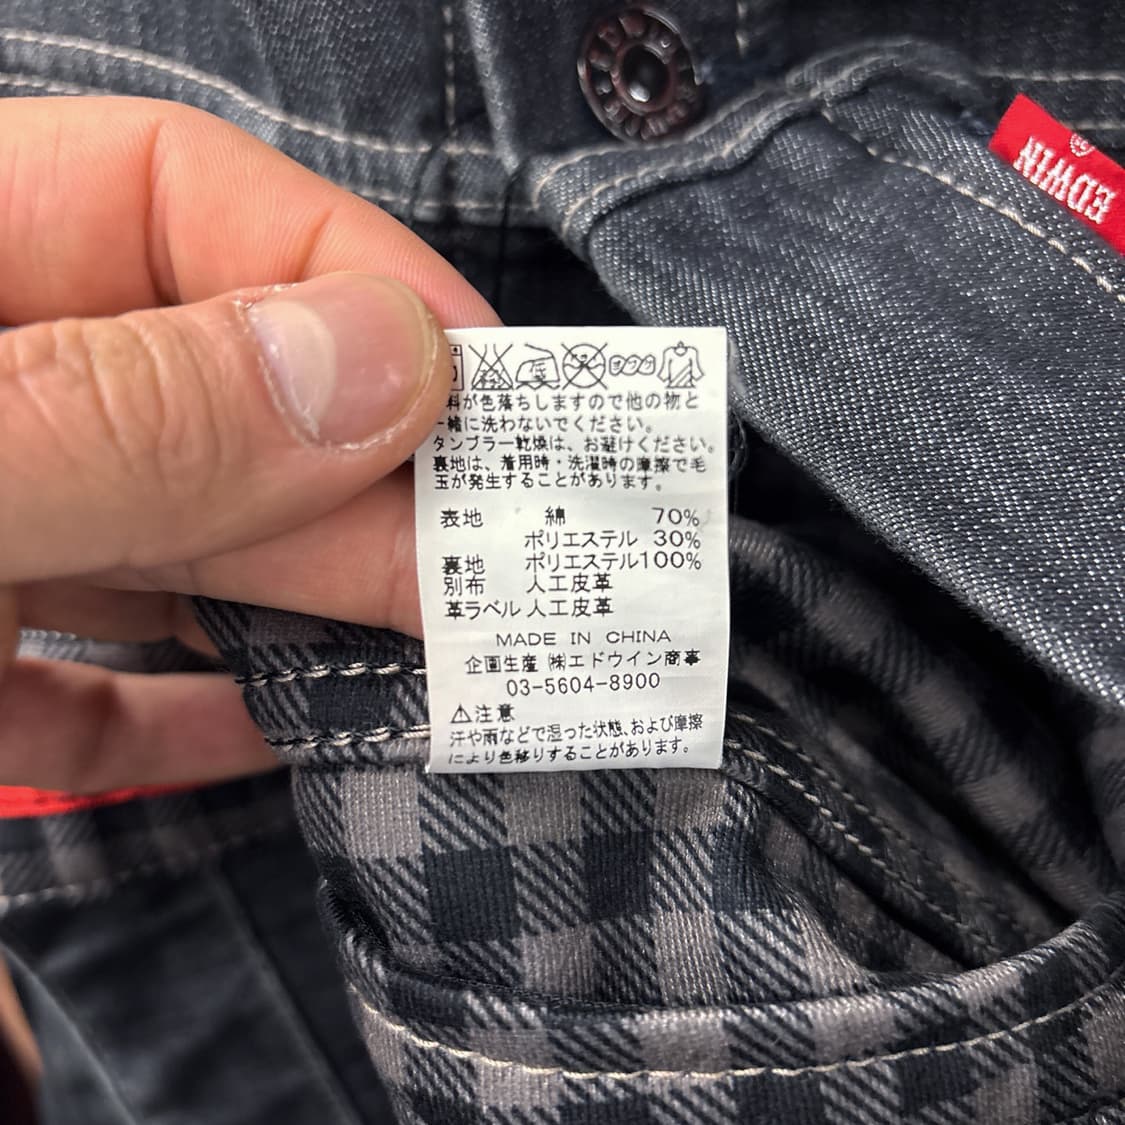 EDWIN
EDWIN
料が色落ちしますので他の物と
一緒に洗わないでください。
タンブラー乾燥は、お避けください。
裏地は、着用時・洗濯時の摩擦で毛
玉が発生することがあります。
表地 綿 70%
ポリエステル 30%
裏地 ポリエステル100%
別布 人工皮革
革ラベル 人工皮革
MADE IN CHINA
企画生産 ㈱エドウイン商事
03-5604-8900
⚠注意
汗や雨などで湿った状態、および摩擦
により色移りすることがあります。